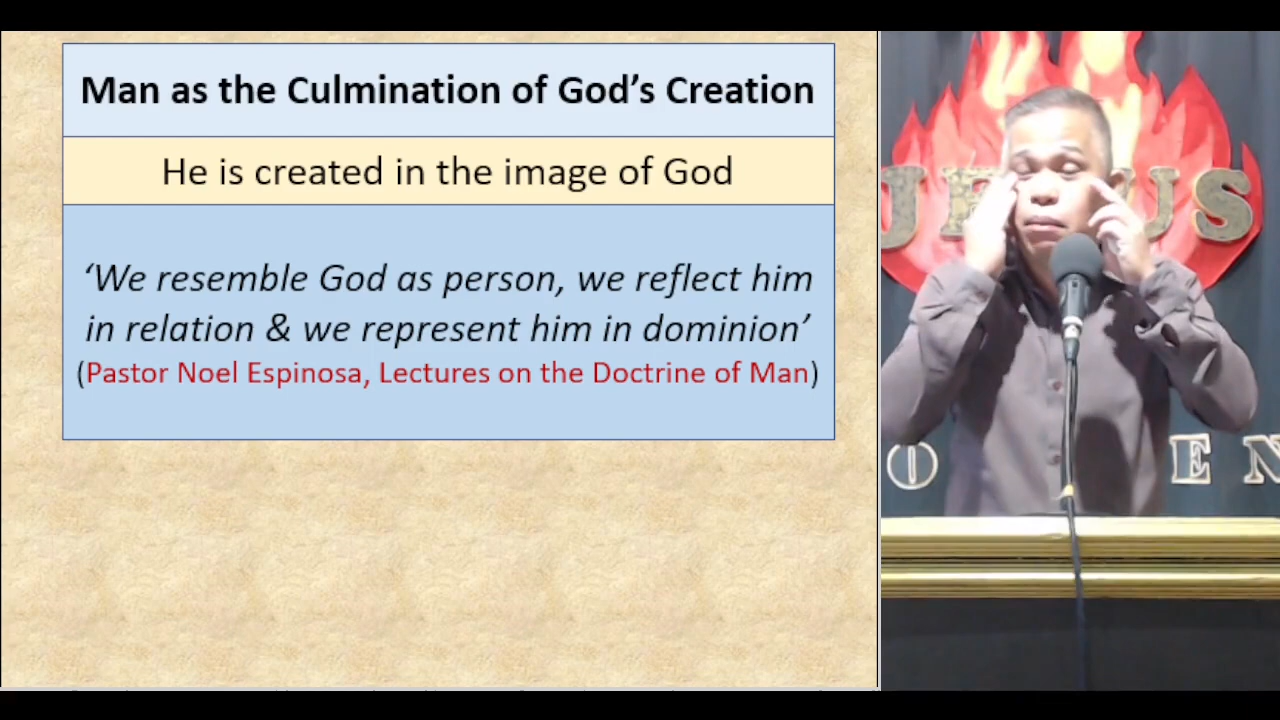 Man as the Culmination of God’s Creation
He is created in the image of God
‘We resemble God as person, we reflect him
in relation & we represent him in dominion’
(Pastor Noel Espinosa, Lectures on the Doctrine of Man)